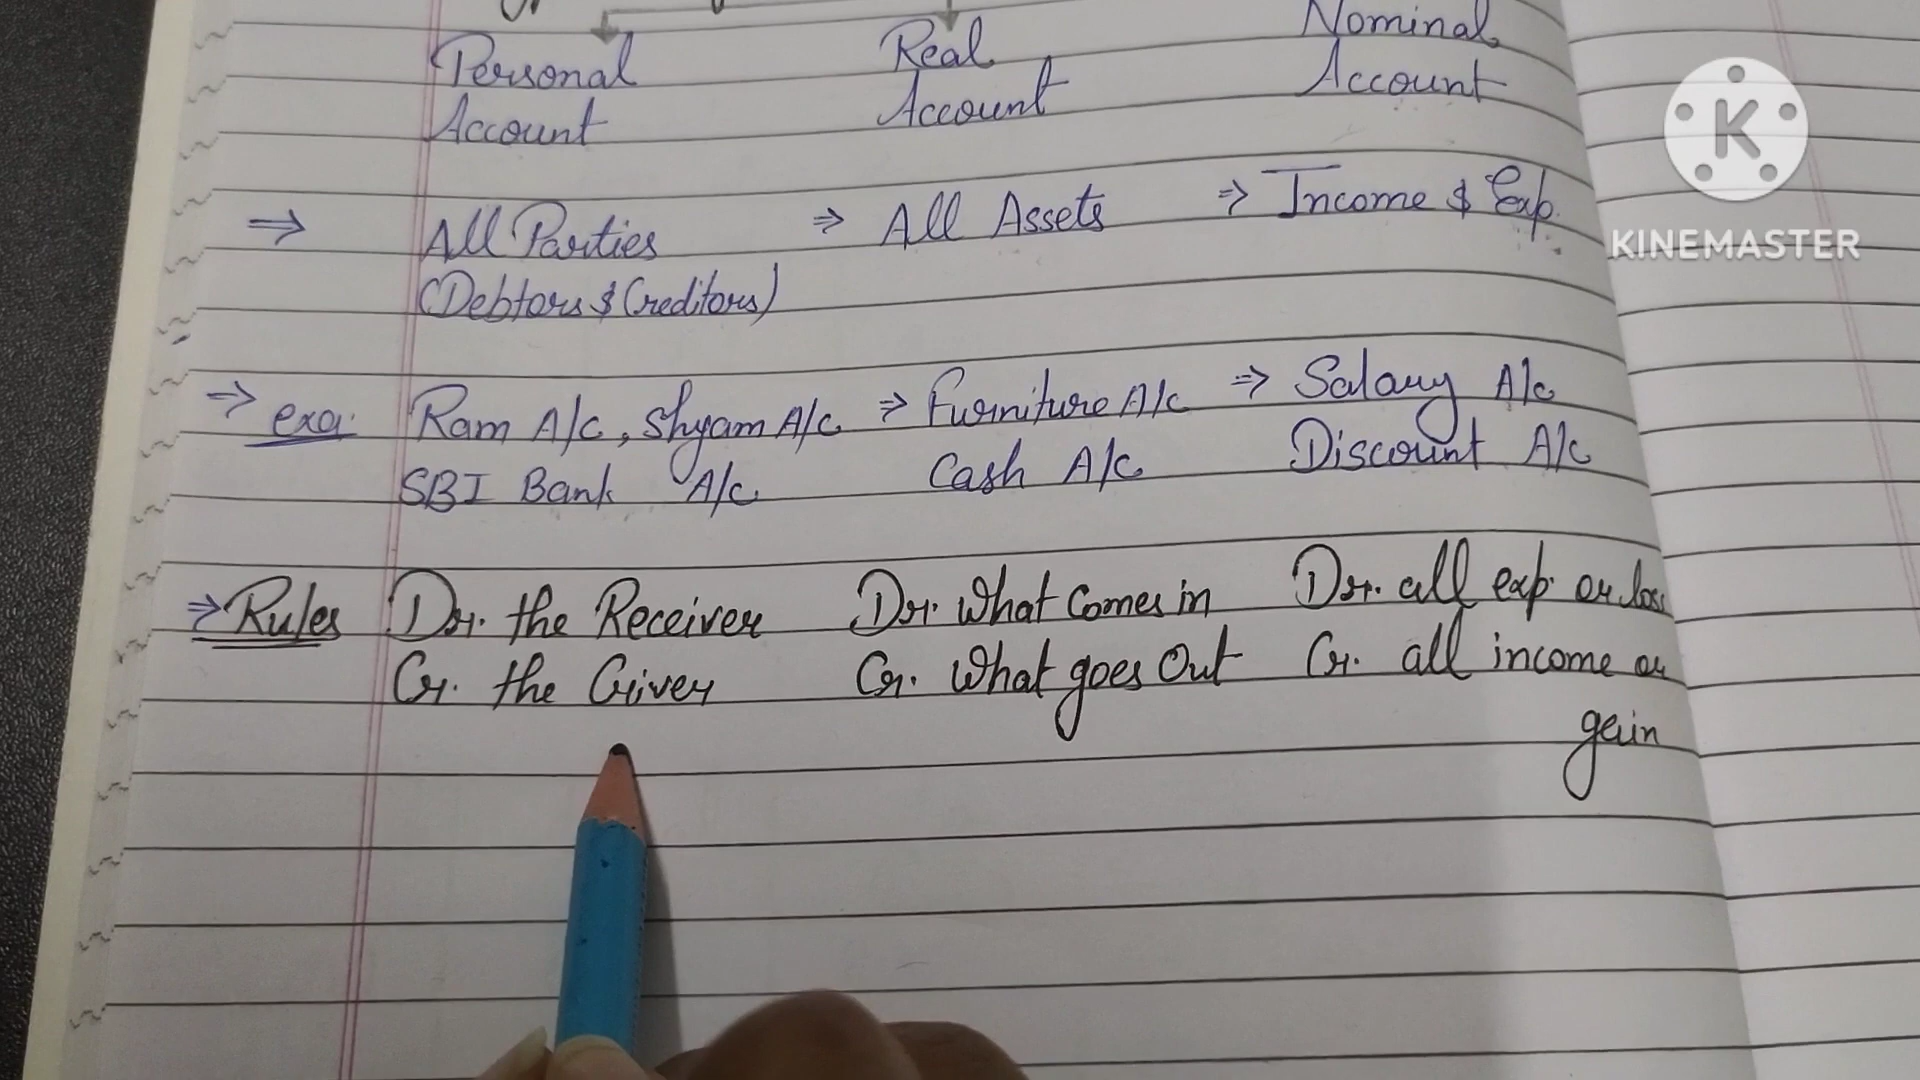 Personal Real Nominal
Account Account Account
⇒ All Parties ⇒ All Assets ⇒ Income & Exp.
(Debtors & Creditors)
⇒ exa. Ram A/c, Shyam A/c ⇒ Furniture A/c ⇒ Salary A/c
SBI Bank A/c Cash A/c Discount A/c
⇒ Rules Dr. the Receiver Dr. What Comes in Dr. all exp. or loss
Cr. the Giver Cr. What goes Out Cr. all income or
gain
K
KINEMASTER